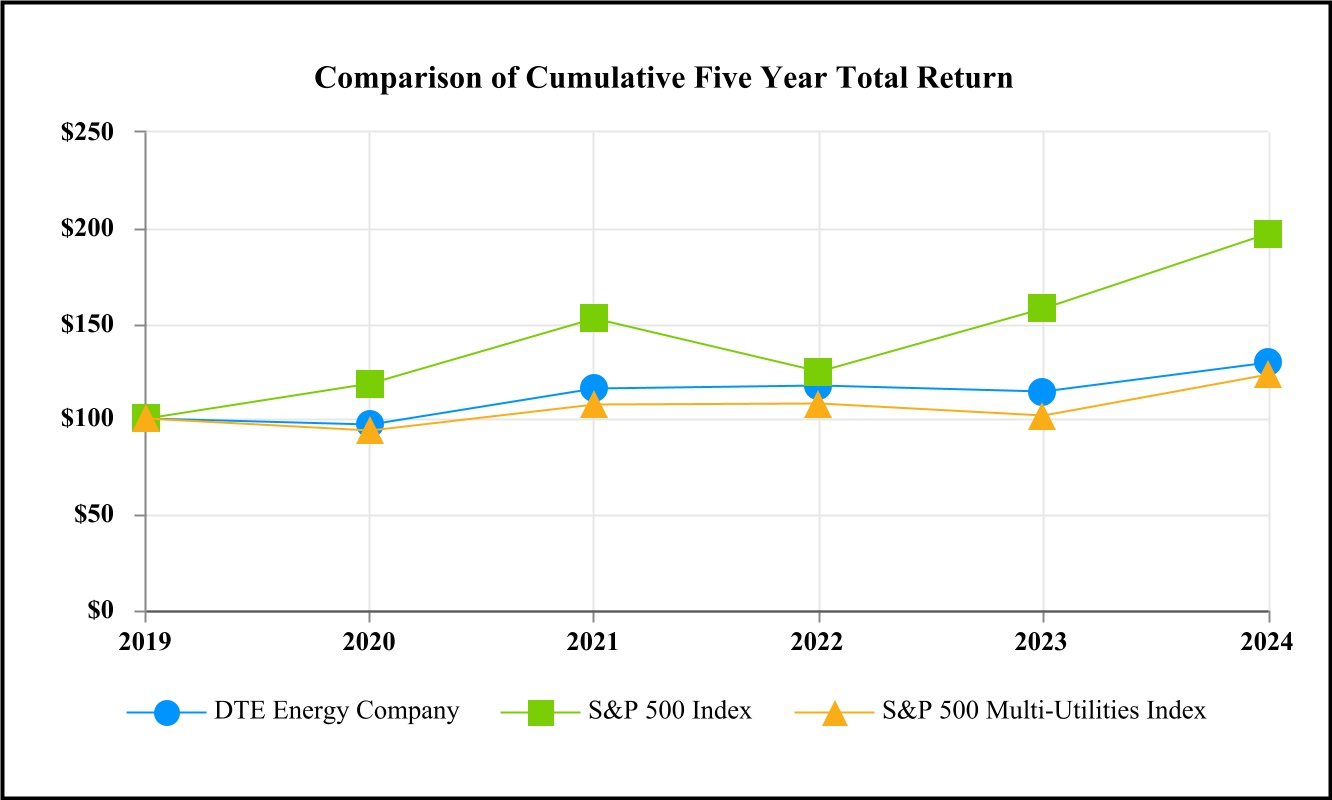 Comparison of Cumulative Five Year Total Return
$250
$200
$150
$100
$50
$0
2019 2020 2021 2022 2023 2024
DTE Energy Company S&P 500 Index S&P 500 Multi-Utilities Index